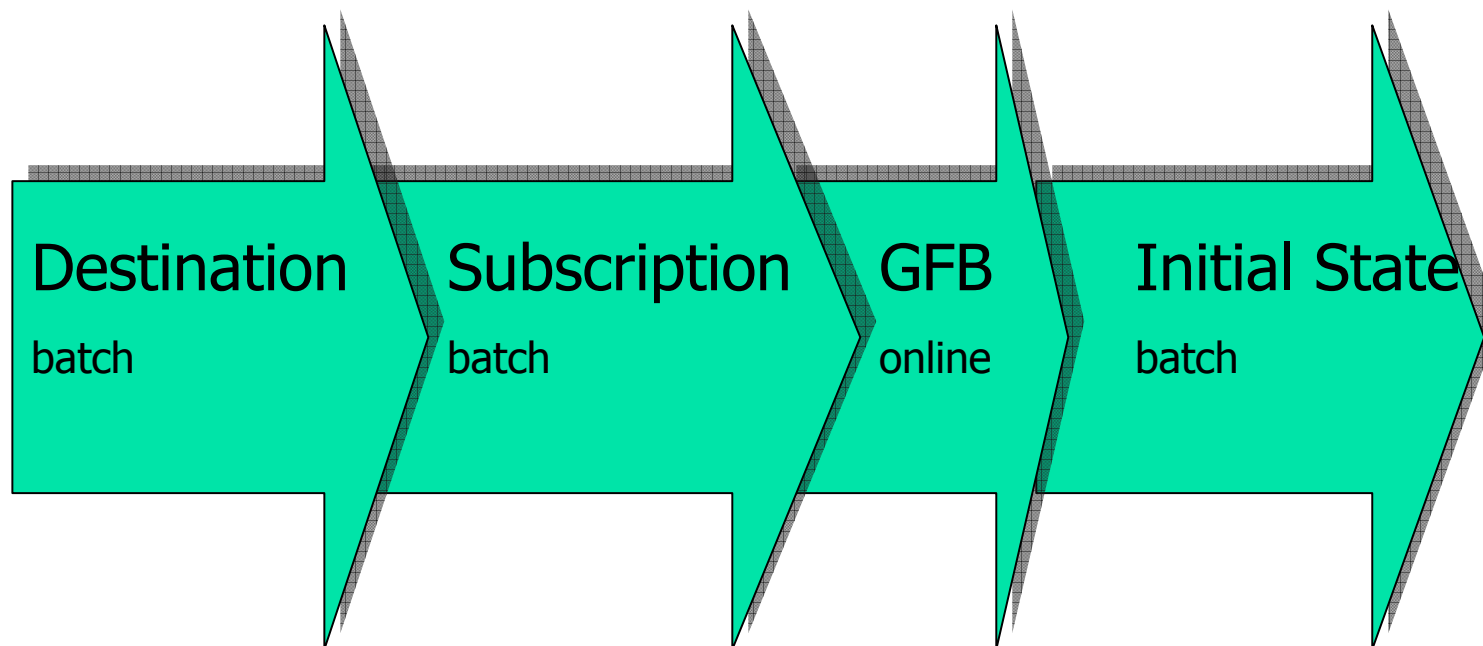 Destination
batch
Subscription
batch
GFB
online
Initial State
batch